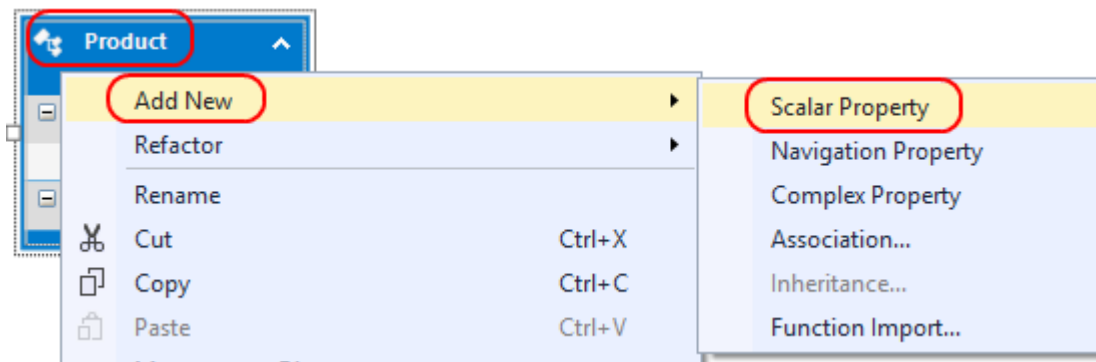 Product
Add New
Refactor
Rename
Cut Ctrl+X
Copy Ctrl+C
Paste Ctrl+V
Scalar Property
Navigation Property
Complex Property
Association...
Inheritance...
Function Import...